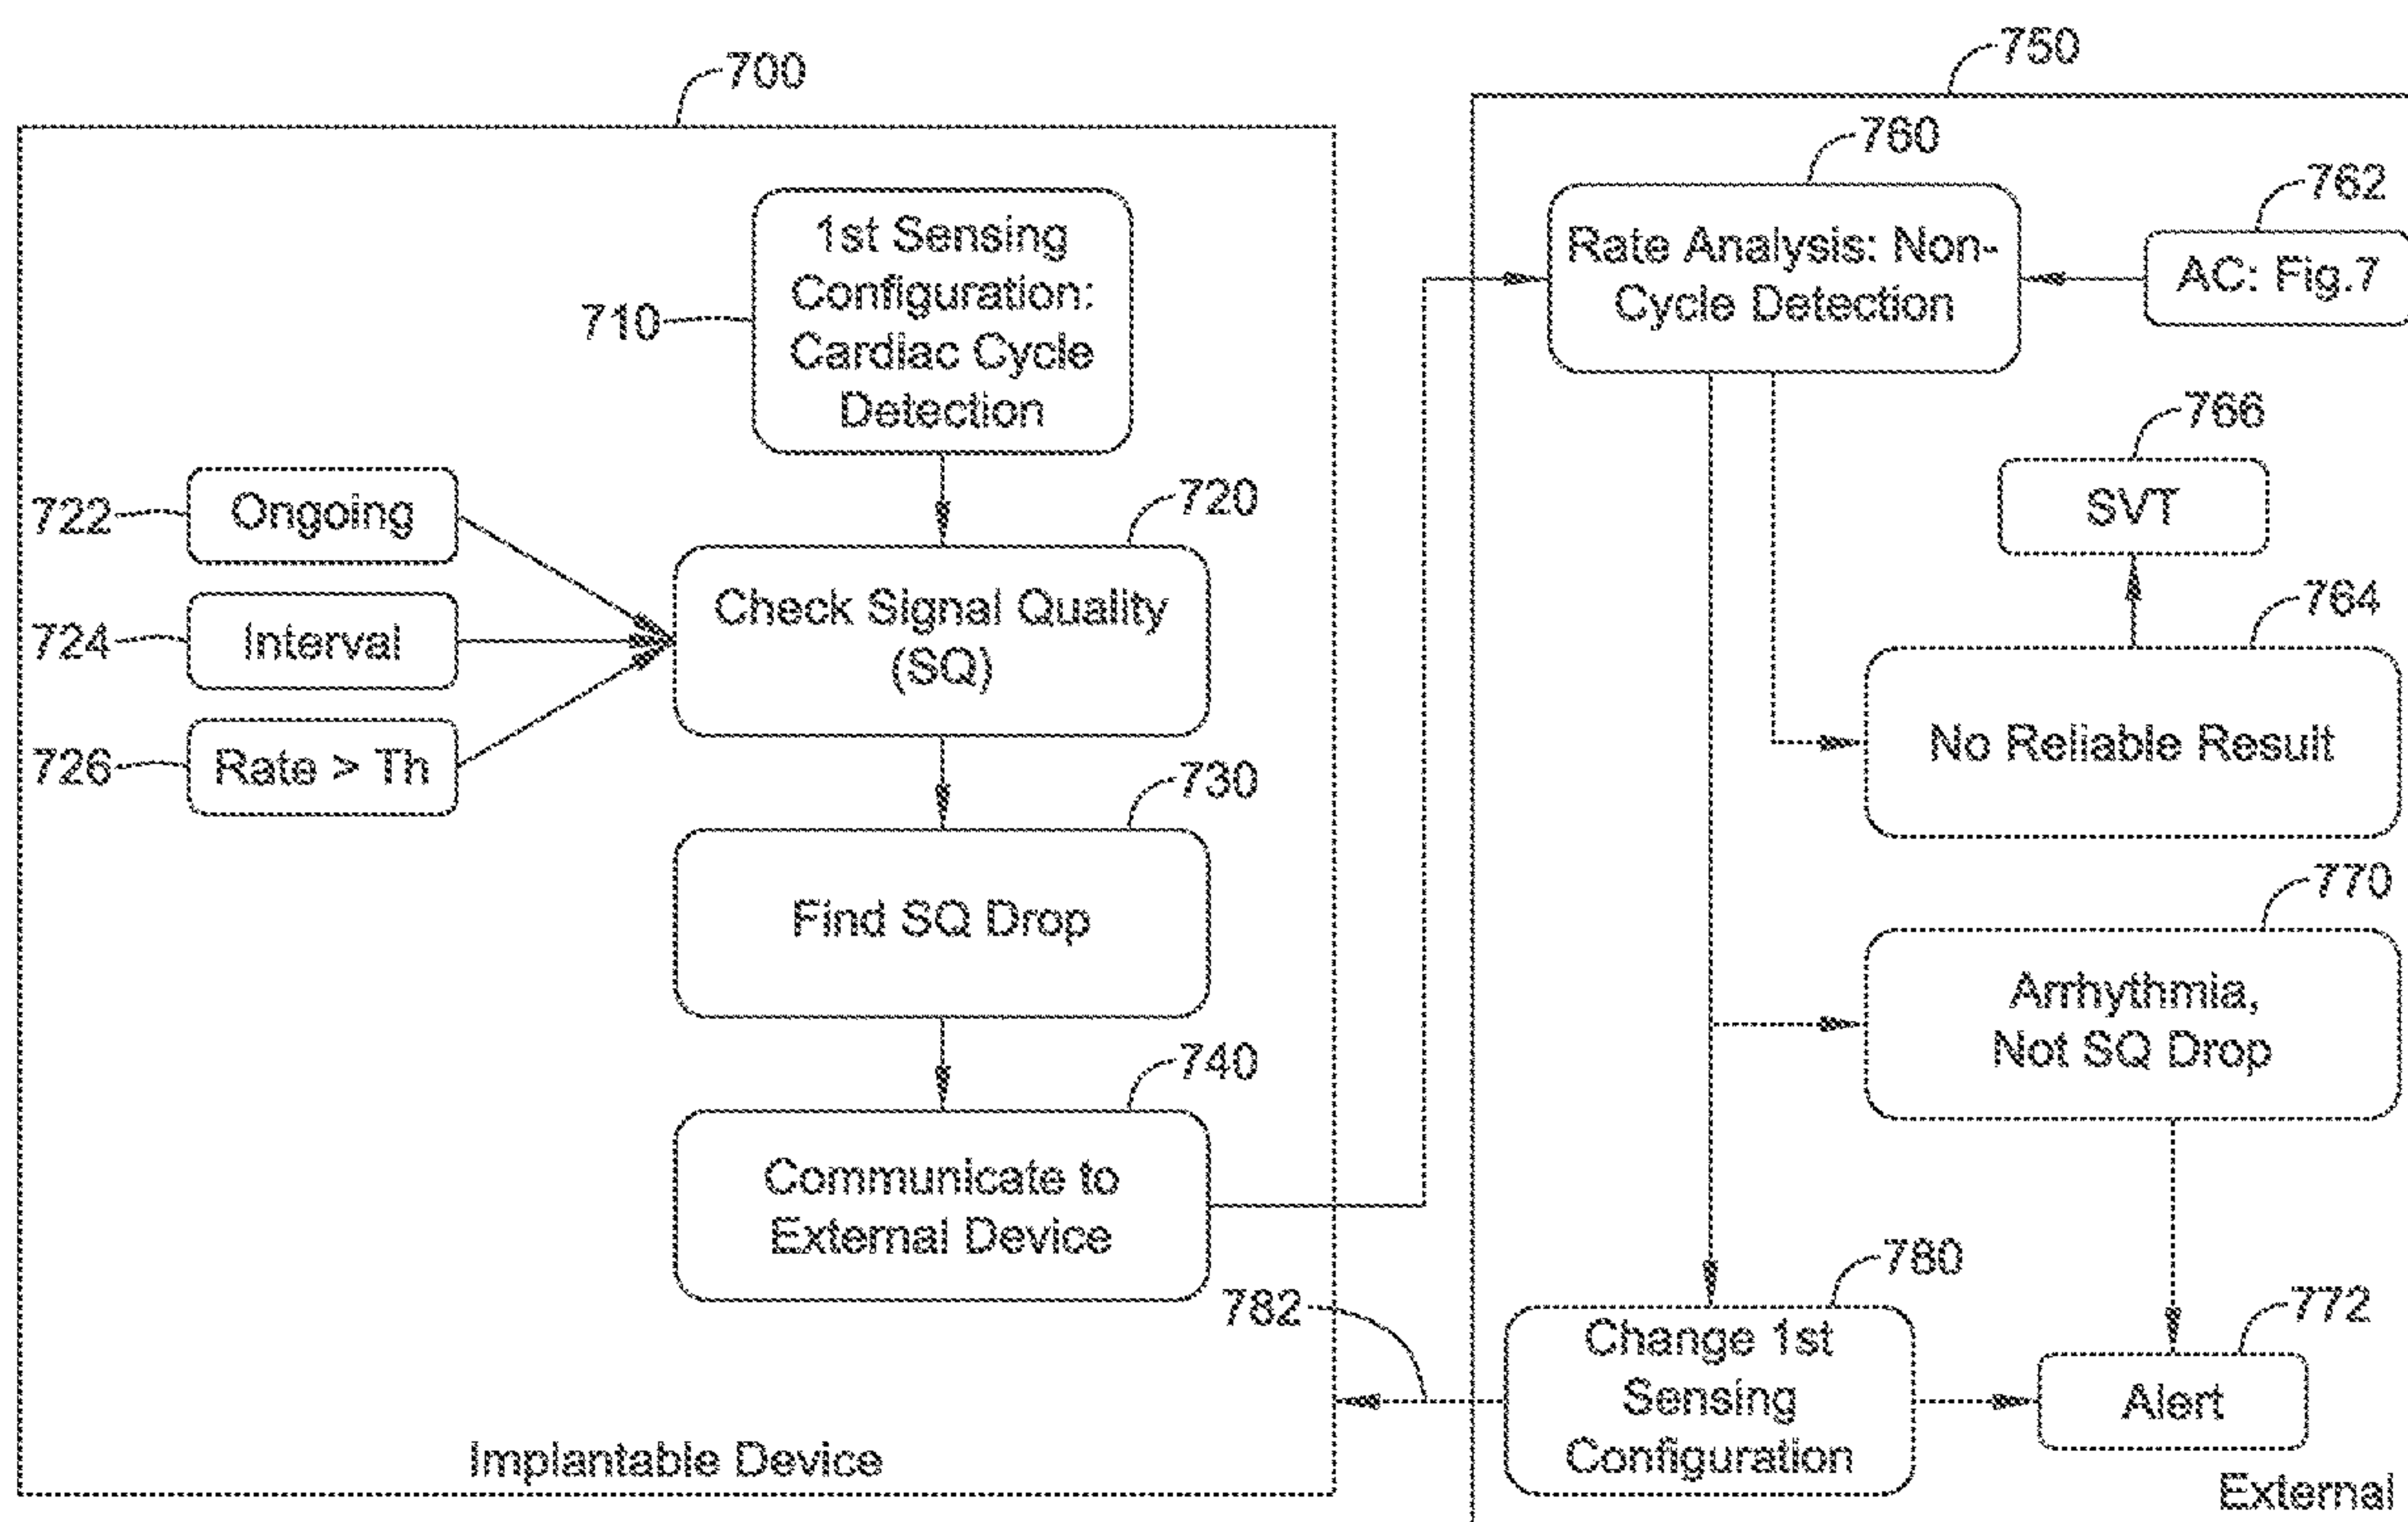 700
710
1st Sensing
Configuration:
Cardiac Cycle
Detection
722
Ongoing
724
Interval
726
Rate > Th
720
Check Signal Quality
(SQ)
730
Find SQ Drop
740
Communicate to
External Device
Implantable Device
750
760
Rate Analysis: Non-
Cycle Detection
762
AC: Fig.7
766
SVT
764
No Reliable Result
770
Arrhythmia,
Not SQ Drop
780
782
Change 1st
Sensing
Configuration
772
Alert
External